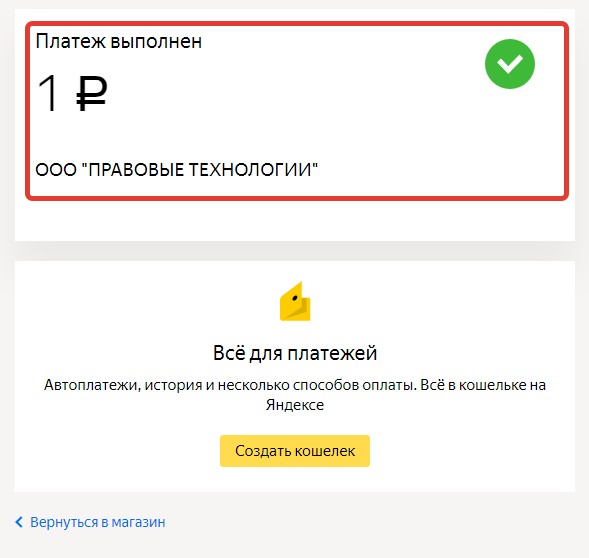 Платеж выполнен
1 ₽
ООО "ПРАВОВЫЕ ТЕХНОЛОГИИ"
Всё для платежей
Автоплатежи, история и несколько способов оплаты. Всё в кошельке на
Яндексе
Создать кошелек
Вернуться в магазин